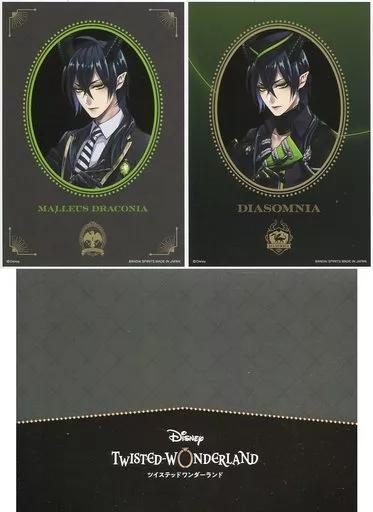 MALLEUS DRACONIA
©Disney
BANDAI SPIRITS MADE IN JAPAN
DIASOMNIA
©Disney
BANDAI SPIRITS MADE IN JAPAN
Disney
TWISTED-WONDERLAND
ツイステッドワンダーランド